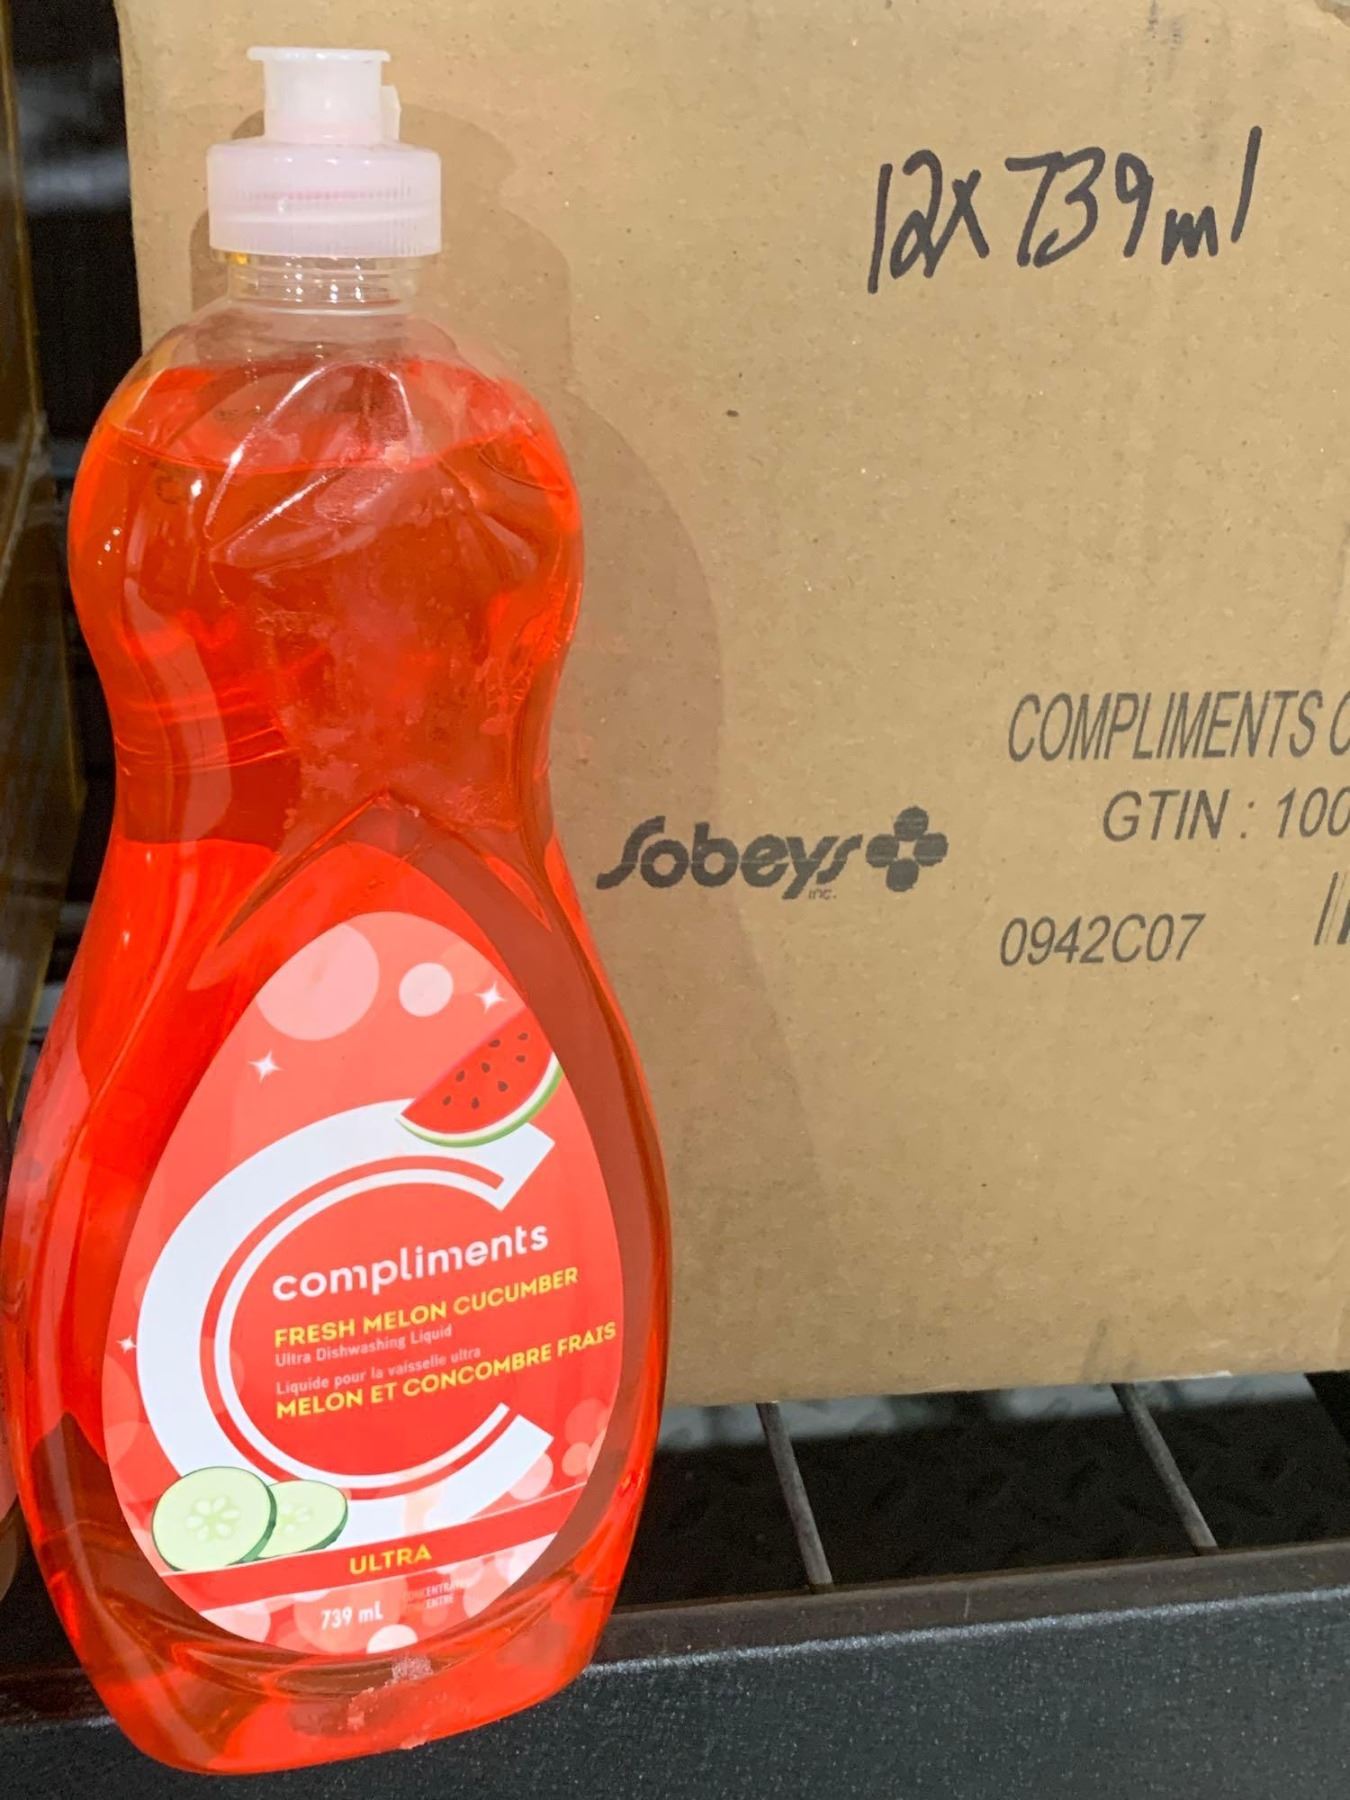 12x739ml
COMPLIMENTS C
GTIN : 100
Sobeys
INC.
0942C07
compliments
FRESH MELON CUCUMBER
Ultra Dishwashing Liquid
Liquide pour la vaisselle ultra
MELON ET CONCOMBRE FRAIS
ULTRA
739 mL